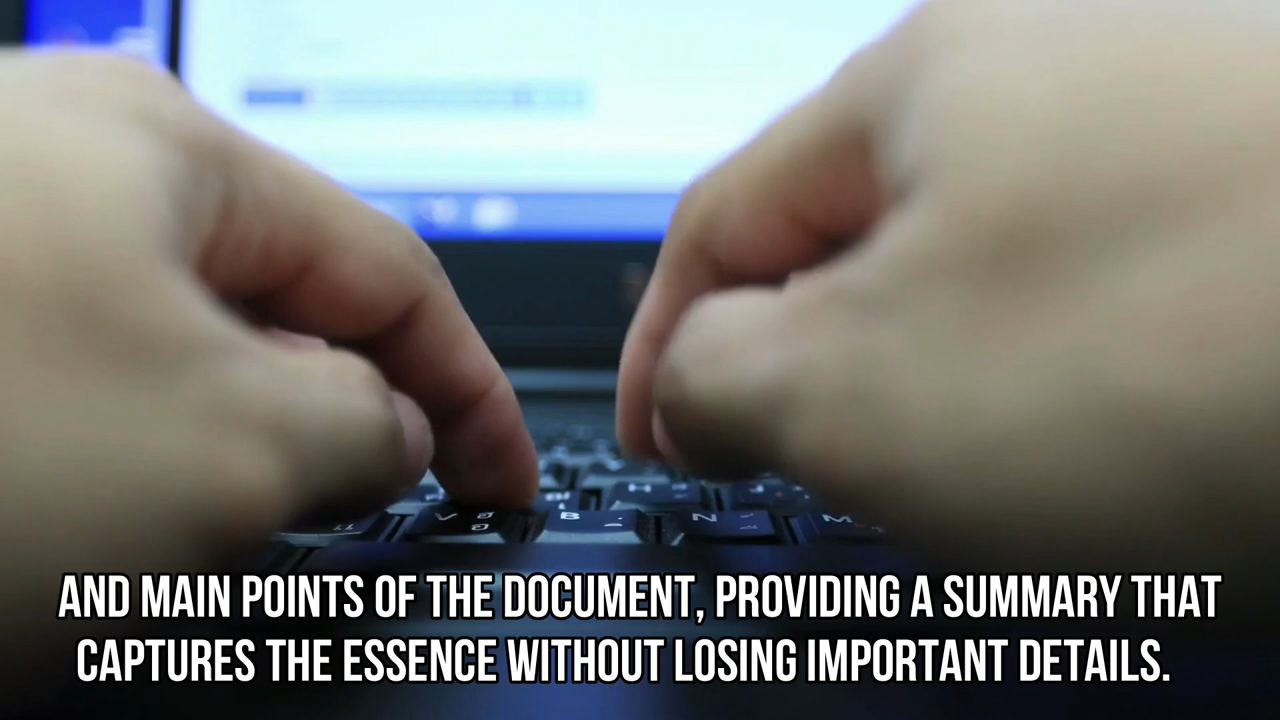 AND MAIN POINTS OF THE DOCUMENT, PROVIDING A SUMMARY THAT
CAPTURES THE ESSENCE WITHOUT LOSING IMPORTANT DETAILS.
V B N M
H